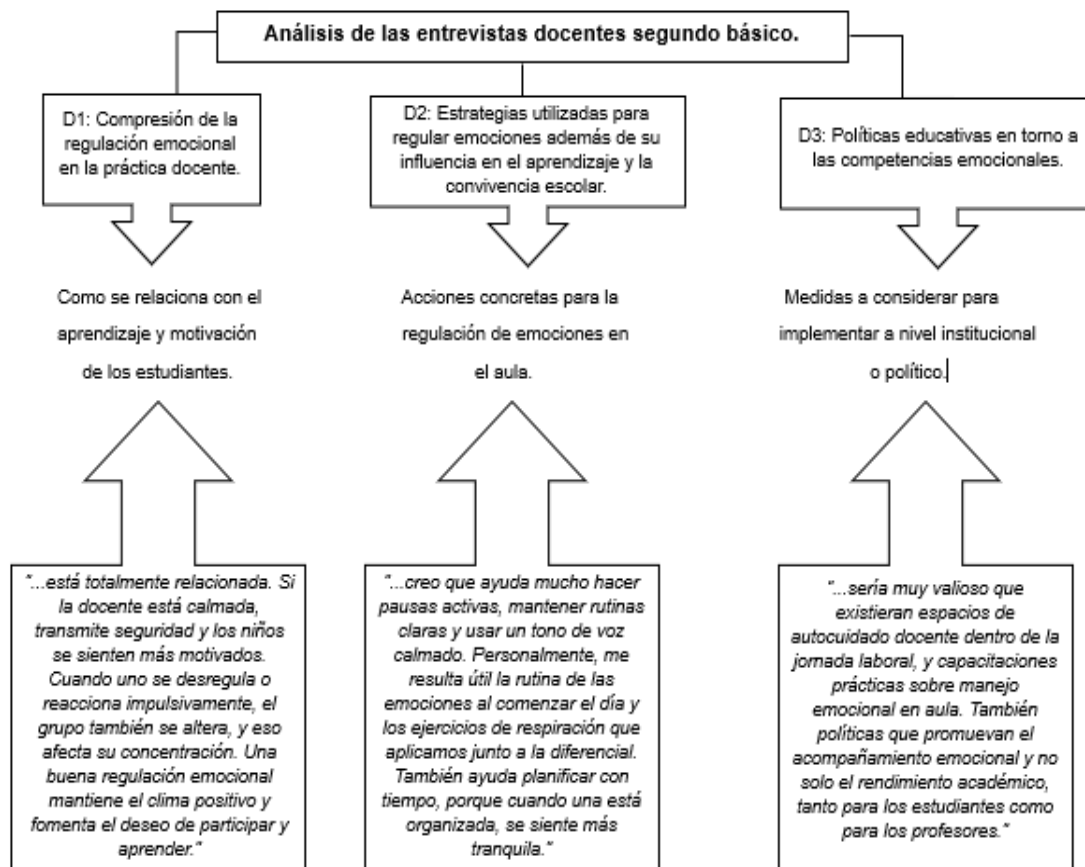 Análisis de las entrevistas docentes segundo básico.
D1: Compresión de la
regulación emocional
en la práctica docente.
D2: Estrategias utilizadas para
regular emociones además de su
influencia en el aprendizaje y la
convivencia escolar.
D3: Políticas educativas en torno a
las competencias emocionales.
Como se relaciona con el
aprendizaje y motivación
de los estudiantes.
Acciones concretas para la
regulación de emociones en
el aula.
Medidas a considerar para
implementar a nivel institucional
o político.
"...está totalmente relacionada. Si
la docente está calmada,
transmite seguridad y los niños
se sienten más motivados.
Cuando uno se desregula o
reacciona impulsivamente, el
grupo también se altera, y eso
afecta su concentración. Una
buena regulación emocional
mantiene el clima positivo y
fomenta el deseo de participar y
aprender."
"...creo que ayuda mucho hacer
pausas activas, mantener rutinas
claras y usar un tono de voz
calmado. Personalmente, me
resulta útil la rutina de las
emociones al comenzar el día y
los ejercicios de respiración que
aplicamos junto a la diferencial.
También ayuda planificar con
tiempo, porque cuando una está
organizada, se siente más
tranquila."
"...sería muy valioso que
existieran espacios de
autocuidado docente dentro de la
jornada laboral, y capacitaciones
prácticas sobre manejo
emocional en aula. También
políticas que promuevan el
acompañamiento emocional y no
solo el rendimiento académico,
tanto para los estudiantes como
para los profesores."